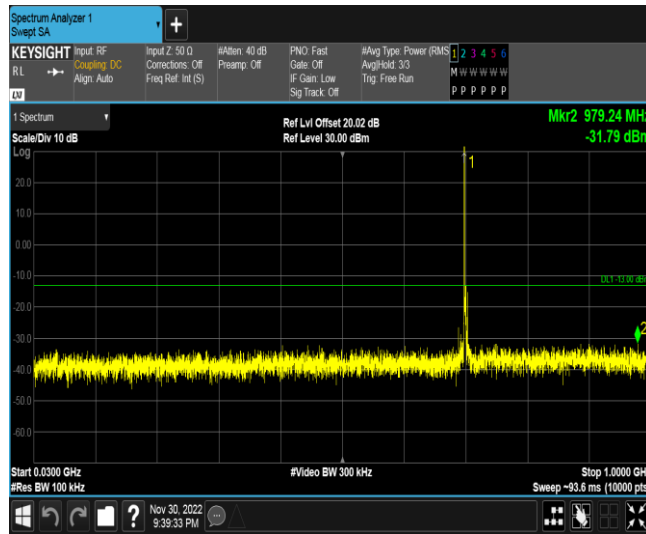 Spectrum Analyzer 1
Swept SA
+
KEYSIGHT Input: RF Input Z: 50 Ω #Atten: 40 dB PNO: Fast #Avg Type: Power (RMS 1 2 3 4 5 6
RL Coupling: DC Corrections: Off Preamp: Off Gate: Off Avg|Hold: 3/3 M W W W W W
Align: Auto Freq Ref: Int (S) IF Gain: Low Trig: Free Run
LXI Sig Track: Off P P P P P P
1 Spectrum Ref Lvl Offset 20.02 dB Mkr2 979.24 MHz
Scale/Div 10 dB Ref Level 30.00 dBm -31.79 dBm
Log
1
20.0
10.0
0.00
-10.0
DL1 -13.00 dBm
-20.0
-30.0
2
-40.0
-50.0
-60.0
Start 0.0300 GHz #Video BW 300 kHz Stop 1.0000 GH
#Res BW 100 kHz Sweep ~93.6 ms (10000 pts
? Nov 30, 2022
9:39:33 PM